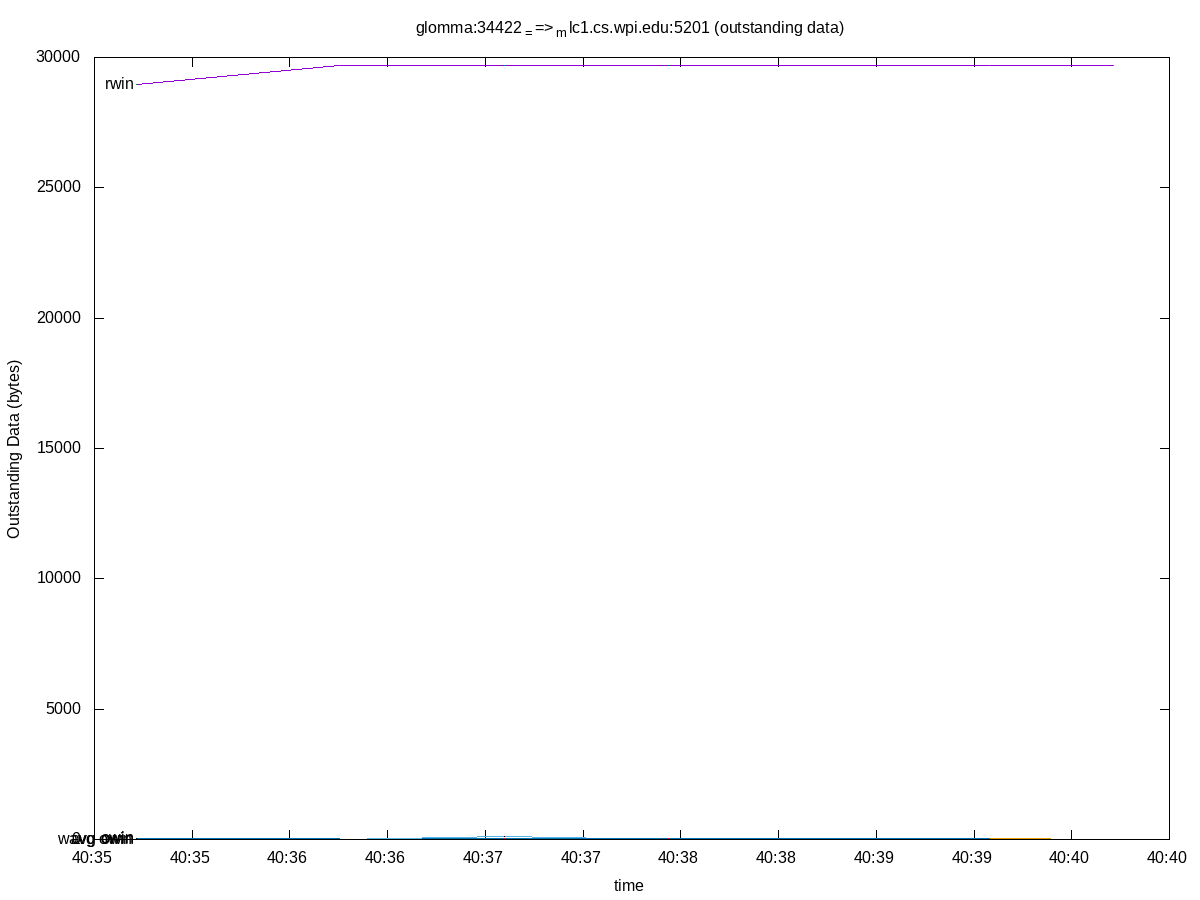 glomma:34422 = => m lc1.cs.wpi.edu:5201 (outstanding data)
30000
rwin
25000
20000
Outstanding Data (bytes)
15000
10000
5000
40:35 40:35 40:36 40:36 40:37 40:37 40:38 40:38 40:39 40:39 40:40 40:40
time